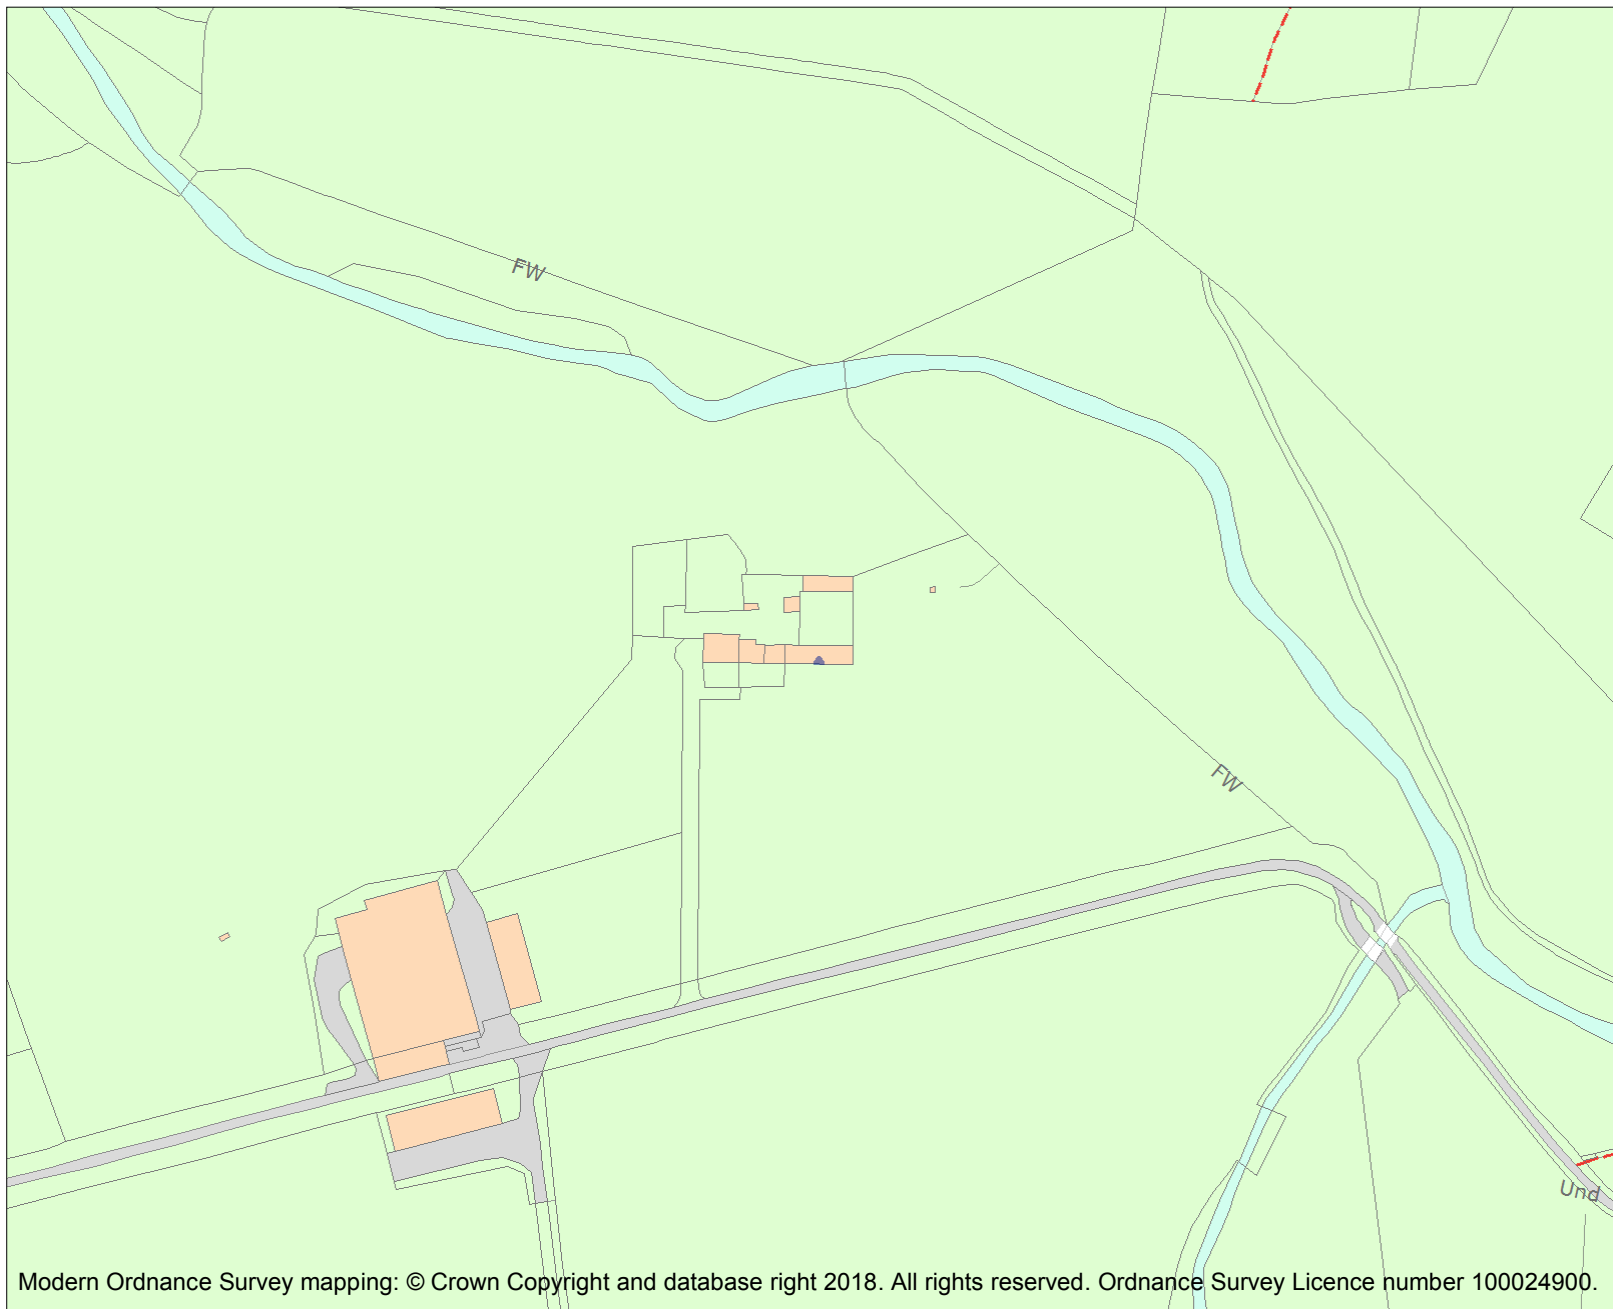 FW
FW
Und
Modern Ordnance Survey mapping: © Crown Copyright and database right 2018. All rights reserved. Ordnance Survey Licence number 100024900.